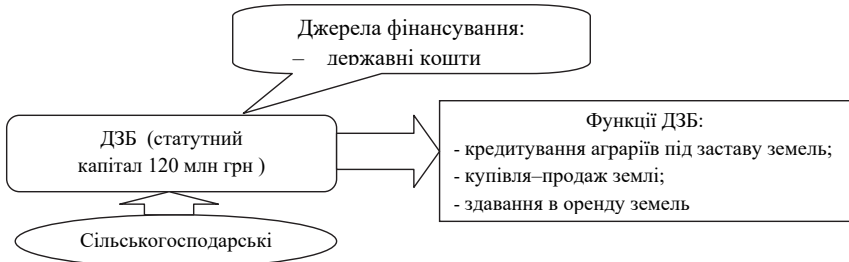 Джерела фінансування:
– державні кошти
ДЗБ (статутний
капітал 120 млн грн )
Функції ДЗБ:
- кредитування аграріїв під заставу земель;
- купівля–продаж землі;
- здавання в оренду земель
Сільськогосподарські